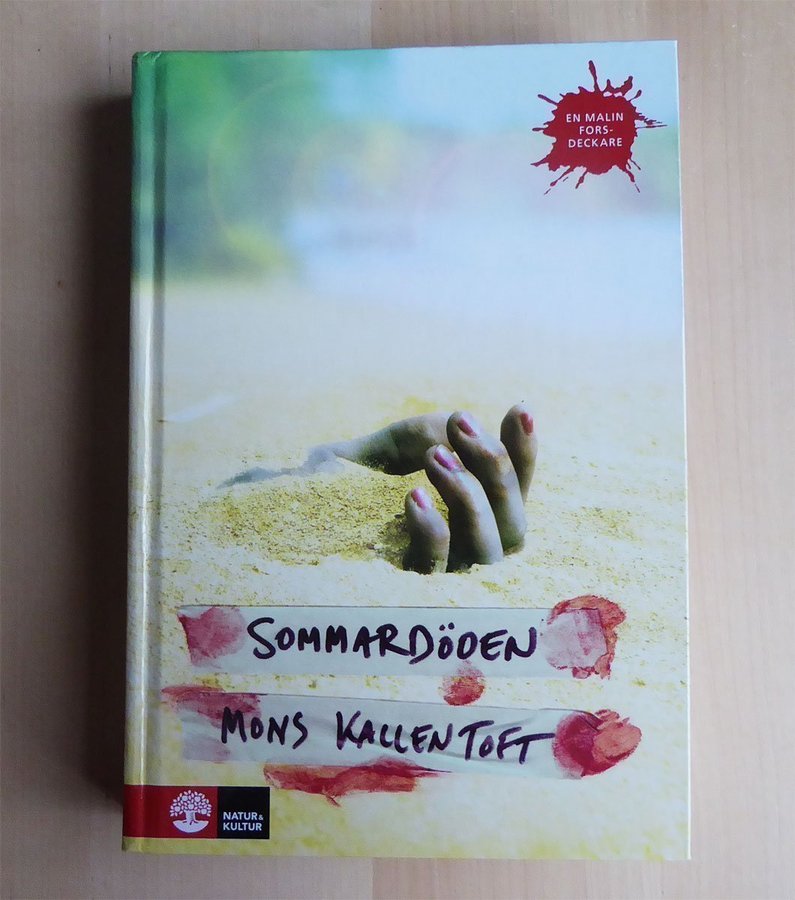 EN MALIN
FORS-
DECKARE
SOMMARDÖDEN
MONS KALLENTOFT
NATUR&
KULTUR